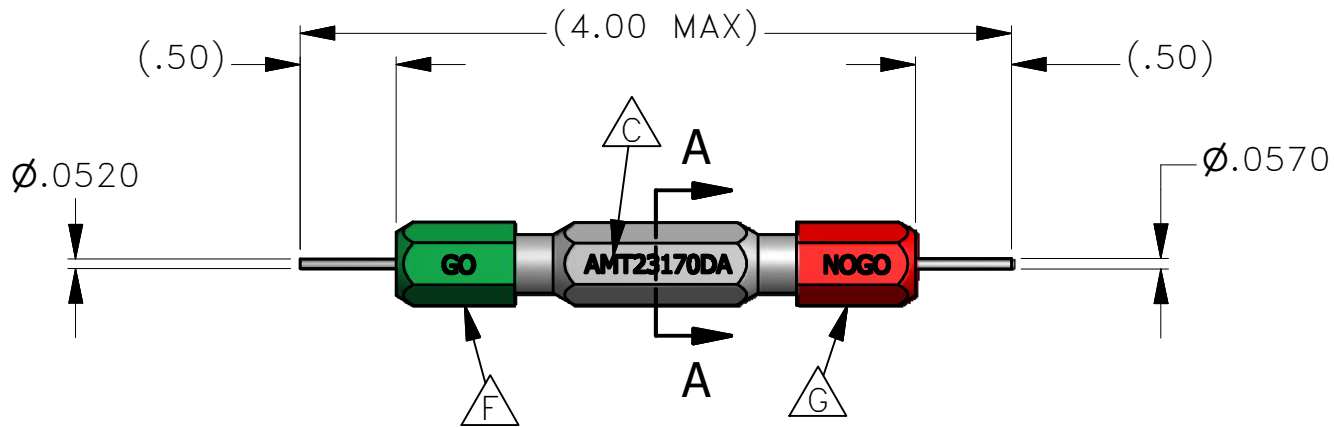 (4.00 MAX)
(.50)
(.50)
C
A
Ø.0520
Ø.0570
GO
AMT23170DA
NOGO
A
F
G